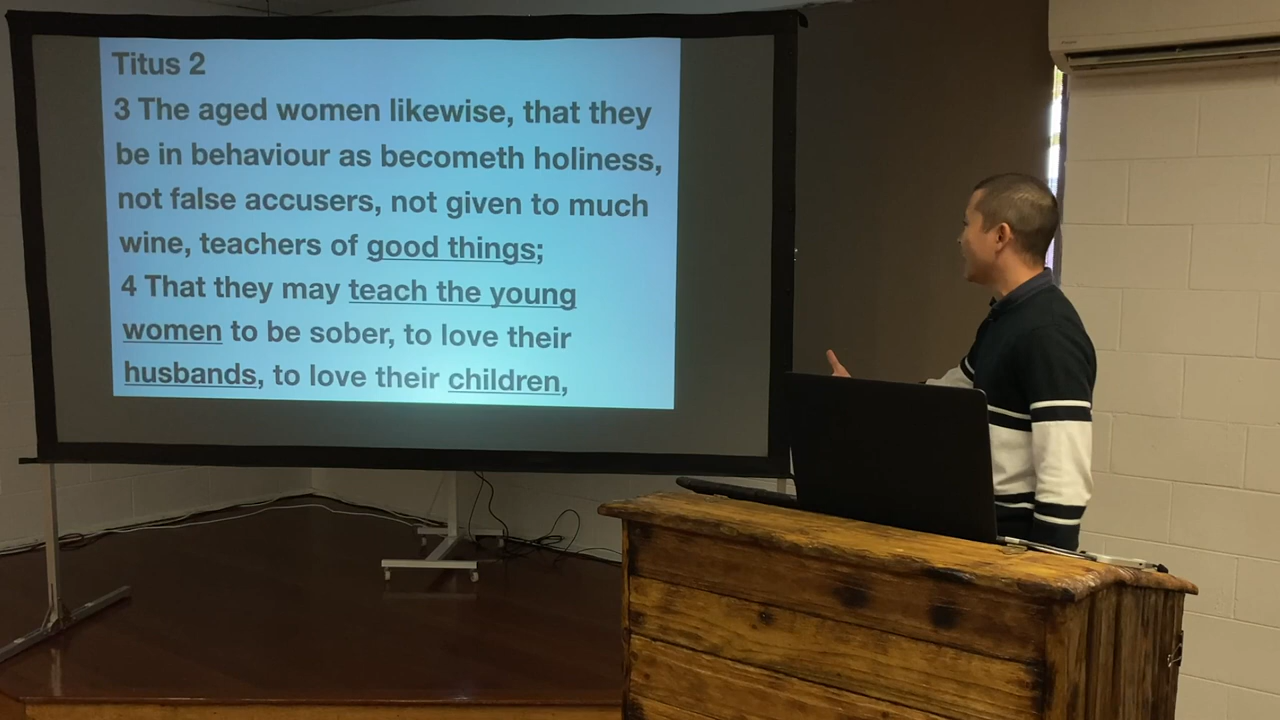 Titus 2
3 The aged women likewise, that they
be in behaviour as becometh holiness,
not false accusers, not given to much
wine, teachers of good things;
4 That they may teach the young
women to be sober, to love their
husbands, to love their children,